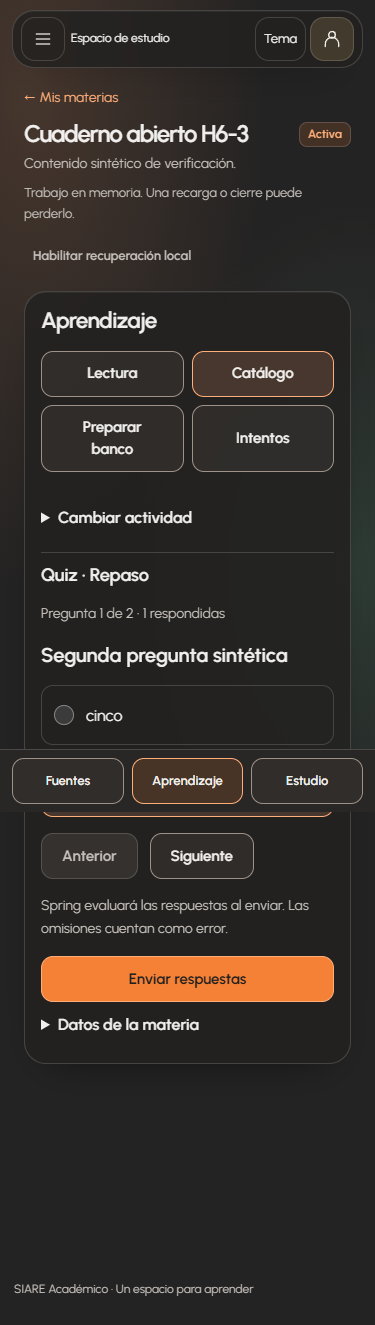 Espacio de estudio
Tema
← Mis materias
Cuaderno abierto H6-3
Activa
Contenido sintético de verificación.
Trabajo en memoria. Una recarga o cierre puede
perderlo.
Habilitar recuperación local
Aprendizaje
Lectura
Catálogo
Preparar
banco
Intentos
Cambiar actividad
Quiz · Repaso
Pregunta 1 de 2 · 1 respondidas
Segunda pregunta sintética
cinco
Fuentes
Aprendizaje
Estudio
Anterior
Siguiente
Spring evaluará las respuestas al enviar. Las
omisiones cuentan como error.
Enviar respuestas
Datos de la materia
SIARE Académico · Un espacio para aprender